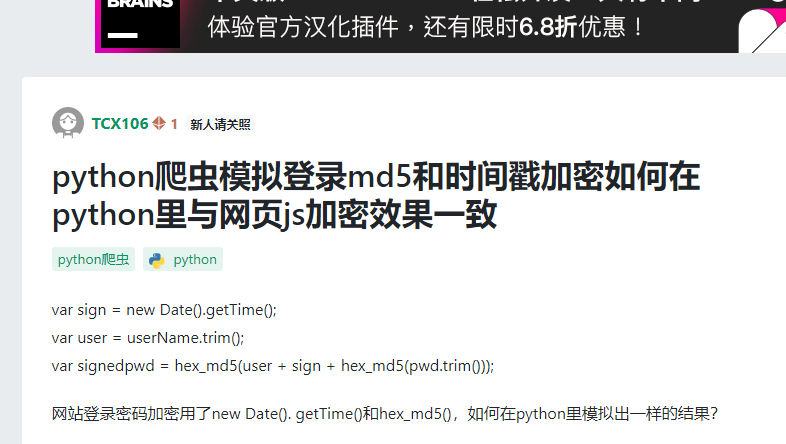 BRAINS
体验官方汉化插件，还有限时6.8折优惠！
TCX106 1 新人请关照
python爬虫模拟登录md5和时间戳加密如何在
python里与网页js加密效果一致
python爬虫 python
var sign = new Date().getTime();
var user = userName.trim();
var signedpwd = hex_md5(user + sign + hex_md5(pwd.trim()));
网站登录密码加密用了new Date(). getTime()和hex_md5()，如何在python里模拟出一样的结果？